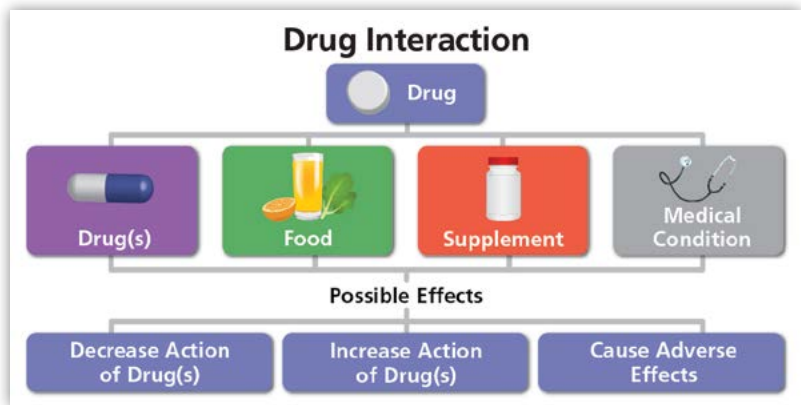 Drug Interaction
Drug
Drug(s)
Food
Supplement
Medical
Condition
Possible Effects
Decrease Action
of Drug(s)
Increase Action
of Drug(s)
Cause Adverse
Effects